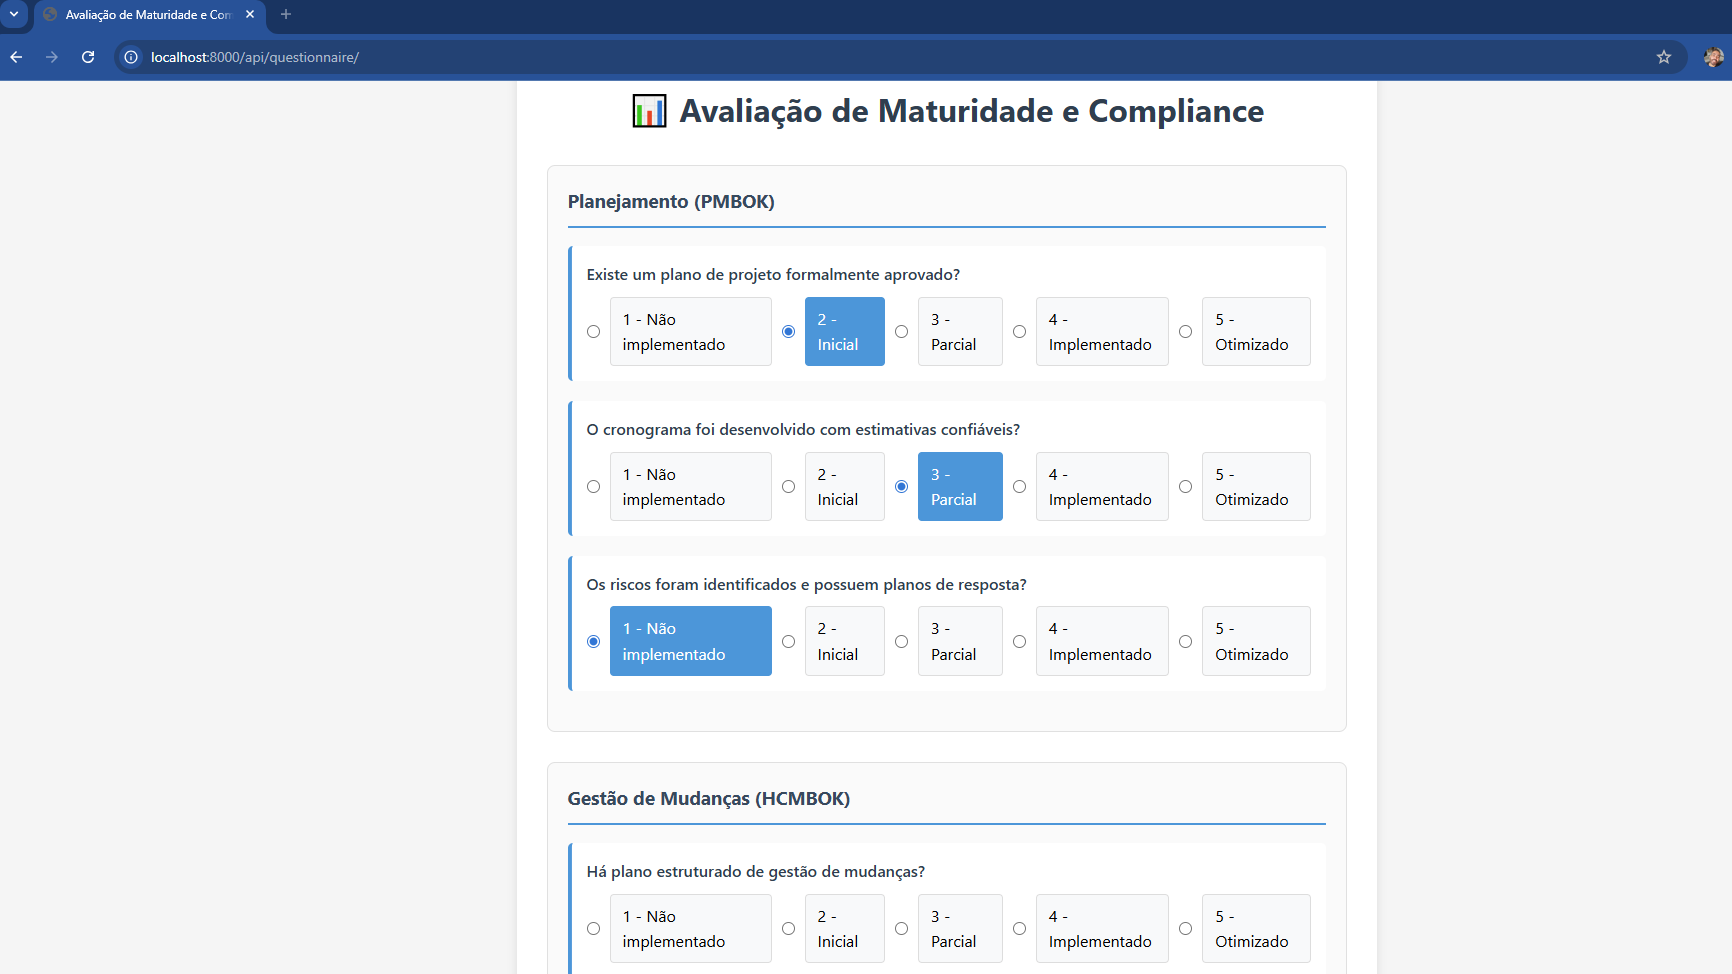 Avaliação de Maturidade e Com
localhost:8000/api/questionnaire/
Avaliação de Maturidade e Compliance
Planejamento (PMBOK)
Existe um plano de projeto formalmente aprovado?
1 - Não
implementado
2 -
Inicial
3 -
Parcial
4 -
Implementado
5 -
Otimizado
O cronograma foi desenvolvido com estimativas confiáveis?
1 - Não
implementado
2 -
Inicial
3 -
Parcial
4 -
Implementado
5 -
Otimizado
Os riscos foram identificados e possuem planos de resposta?
1 - Não
implementado
2 -
Inicial
3 -
Parcial
4 -
Implementado
5 -
Otimizado
Gestão de Mudanças (HCMBOK)
Há plano estruturado de gestão de mudanças?
1 - Não
implementado
2 -
Inicial
3 -
Parcial
4 -
Implementado
5 -
Otimizado